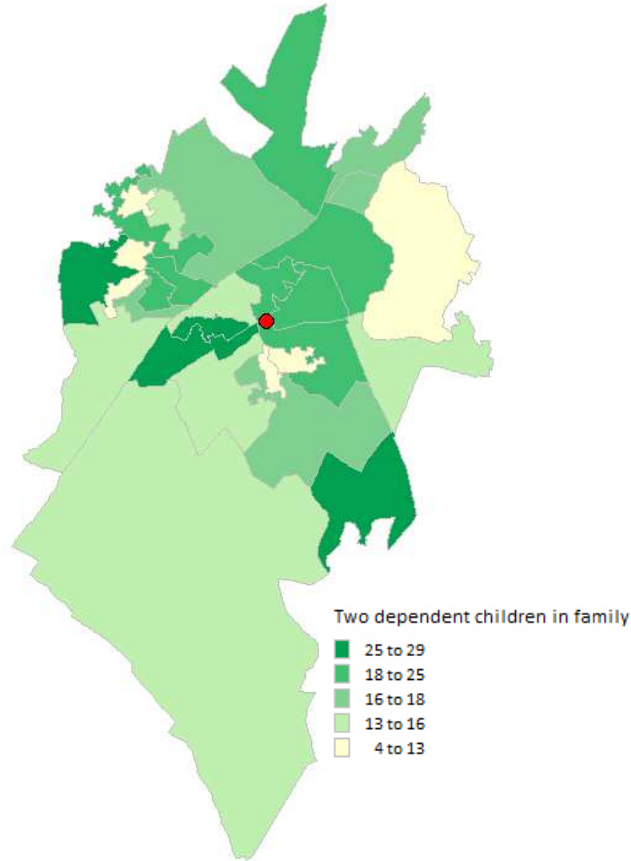 Two dependent children in family
25 to 29
18 to 25
16 to 18
13 to 16
4 to 13